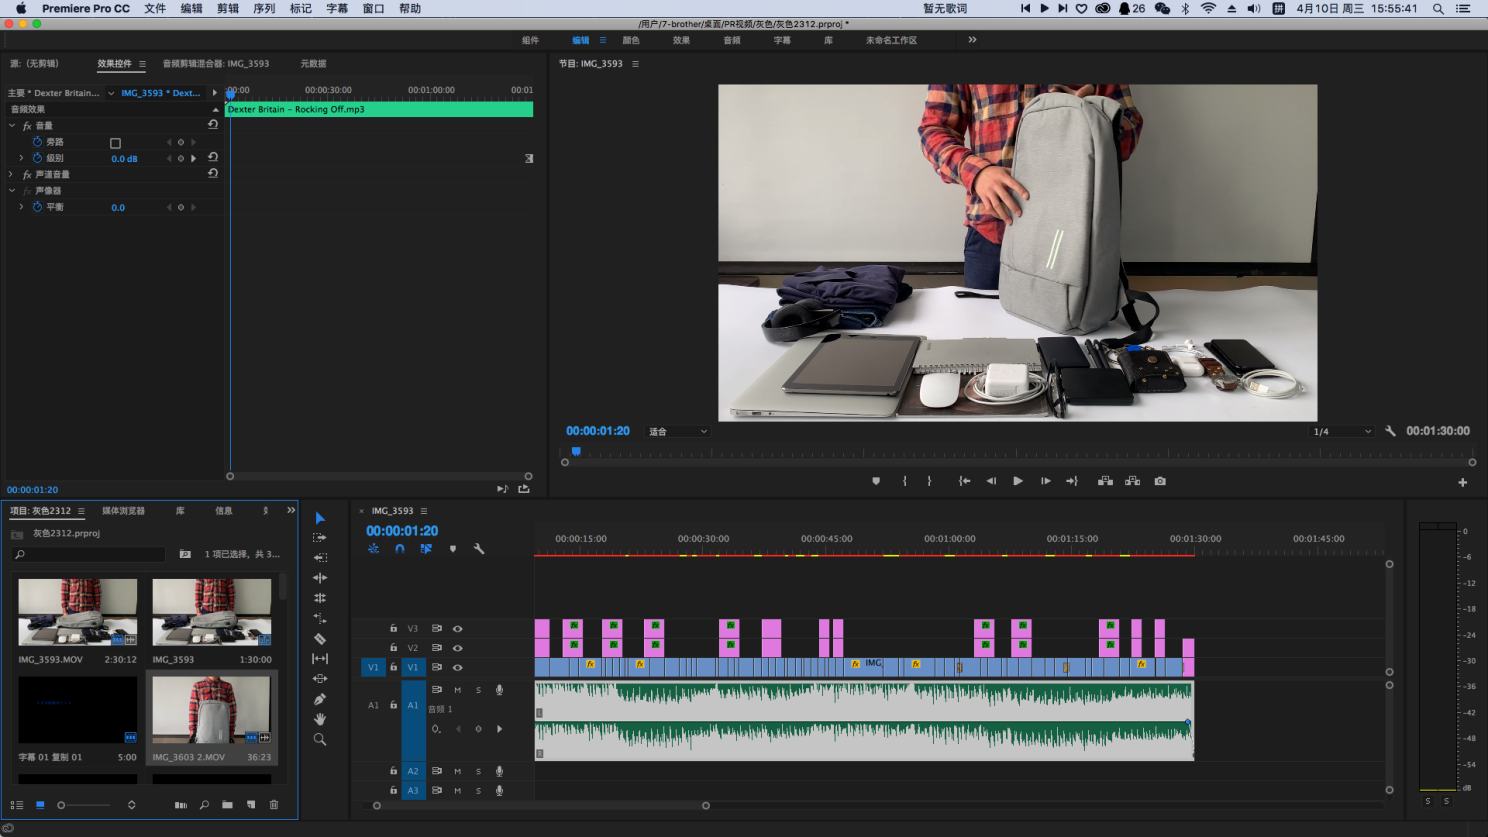 Premiere Pro CC 文件 编辑 剪辑 序列 标记 字幕 窗口 帮助 暂无歌词 26 拼 4月10日 周三 15:55:41
/用户/7-brother/桌面/PR视频/灰色/灰色2312.prproj *
组件 编辑 颜色 效果 音频 字幕 库 未命名工作区
源: (无剪辑) 效果控件 音频剪辑混合器: IMG_3593 元数据
主要 * Dexter Britain... IMG_3593 * Dext... :00:00 00:00:30:00 00:01:00:00 00:01
音频效果 Dexter Britain - Rocking Off.mp3
fx 音量
旁路
级别 0.0 dB
fx 声道音量
fx 声像器
平衡 0.0
00:00:01:20
节目: IMG_3593
00:00:01:20 适合 1/4 00:01:30:00
项目: 灰色2312 媒体浏览器 库 信息
灰色2312.prproj
1 项已选择，共 3...
IMG_3593.MOV 2:30:12 IMG_3593 1:30:00
字幕 01 复制 01 5:00 IMG_3603 2.MOV 36:23
IMG_3593
00:00:01:20
00:00:15:00 00:00:30:00 00:00:45:00 00:01:00:00 00:01:15:00 00:01:30:00 00:01:45:00
V3
V2
V1 V1 IMG_
A1 A1 M S
音频 1
L
R
A2 M S
A3 M S
0
-6
-12
-18
-24
-30
-36
-42
-48
-54
dB
S S